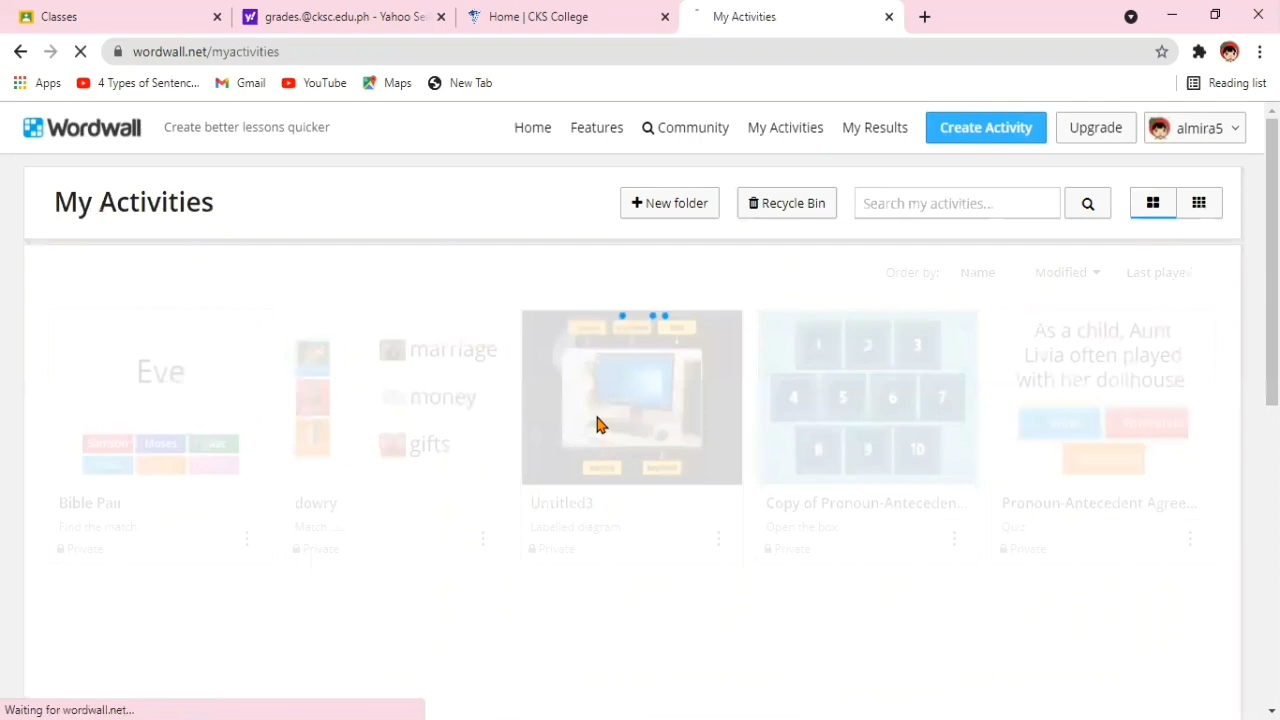 Classes
grades.@cksc.edu.ph - Yahoo Se
Home | CKS College
My Activities
wordwall.net/myactivities
Apps
4 Types of Sentenc...
Gmail
YouTube
Maps
New Tab
Reading list
Wordwall
Create better lessons quicker
Home
Features
Community
My Activities
My Results
Create Activity
Upgrade
almira5
My Activities
New folder
Recycle Bin
Search my activities...
Order by:
Name
Modified
Last played
Eve
Moses
marriage
money
gifts
1 2 3
4 5 6 7
8 9 10
As a child, Aunt
Livia often played
with her dollhouse
Bible Pair
Find the match
Private
dowry
Match
Private
Untitled3
Labelled diagram
Private
Copy of Pronoun-Anteceden...
Open the box
Private
Pronoun-Antecedent Agree...
Quiz
Private
Waiting for wordwall.net...